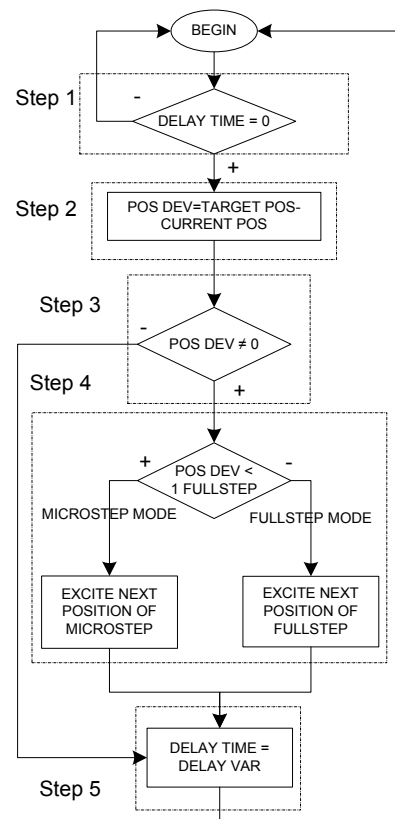 BEGIN
Step 1
-
DELAY TIME = 0
+
Step 2
POS DEV=TARGET POS-
CURRENT POS
Step 3
-
POS DEV ≠ 0
Step 4
+
+
POS DEV <
1 FULLSTEP
-
MICROSTEP MODE
FULLSTEP MODE
EXCITE NEXT
POSITION OF
MICROSTEP
EXCITE NEXT
POSITION OF
FULLSTEP
DELAY TIME =
DELAY VAR
Step 5